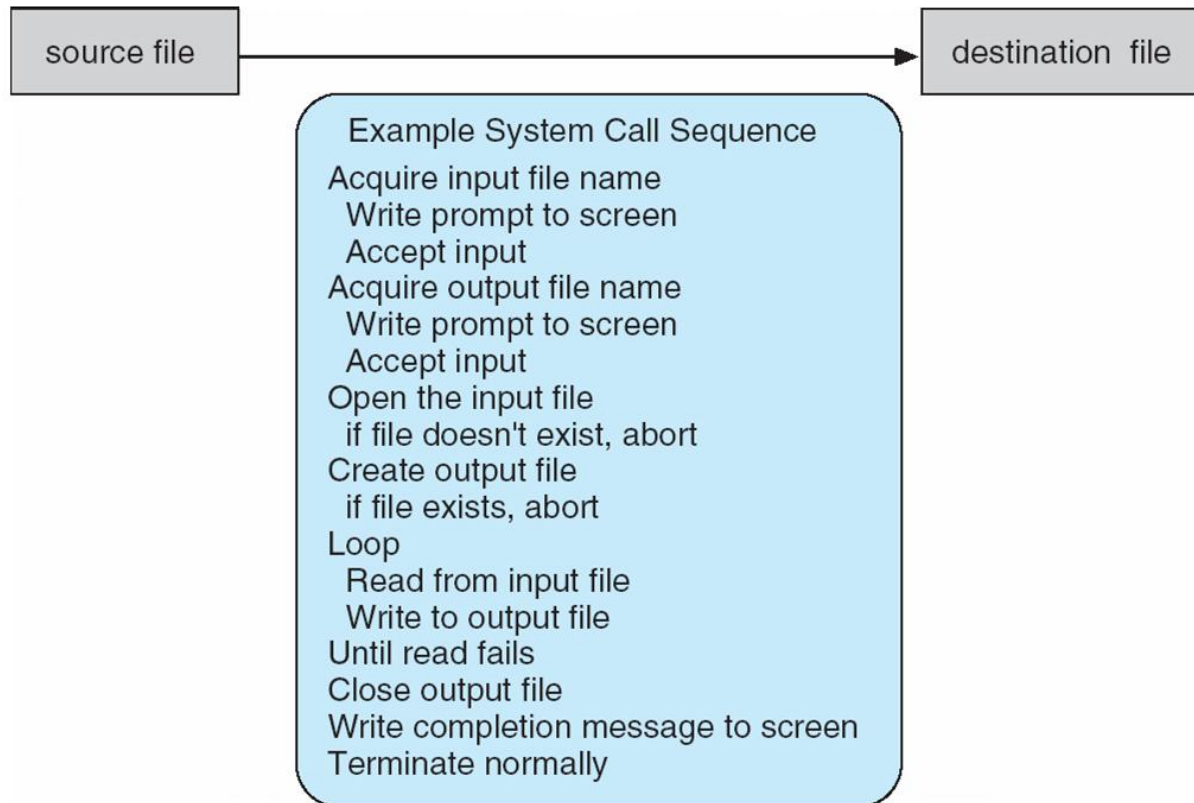 source file
destination file
Example System Call Sequence
Acquire input file name
Write prompt to screen
Accept input
Acquire output file name
Write prompt to screen
Accept input
Open the input file
if file doesn't exist, abort
Create output file
if file exists, abort
Loop
Read from input file
Write to output file
Until read fails
Close output file
Write completion message to screen
Terminate normally